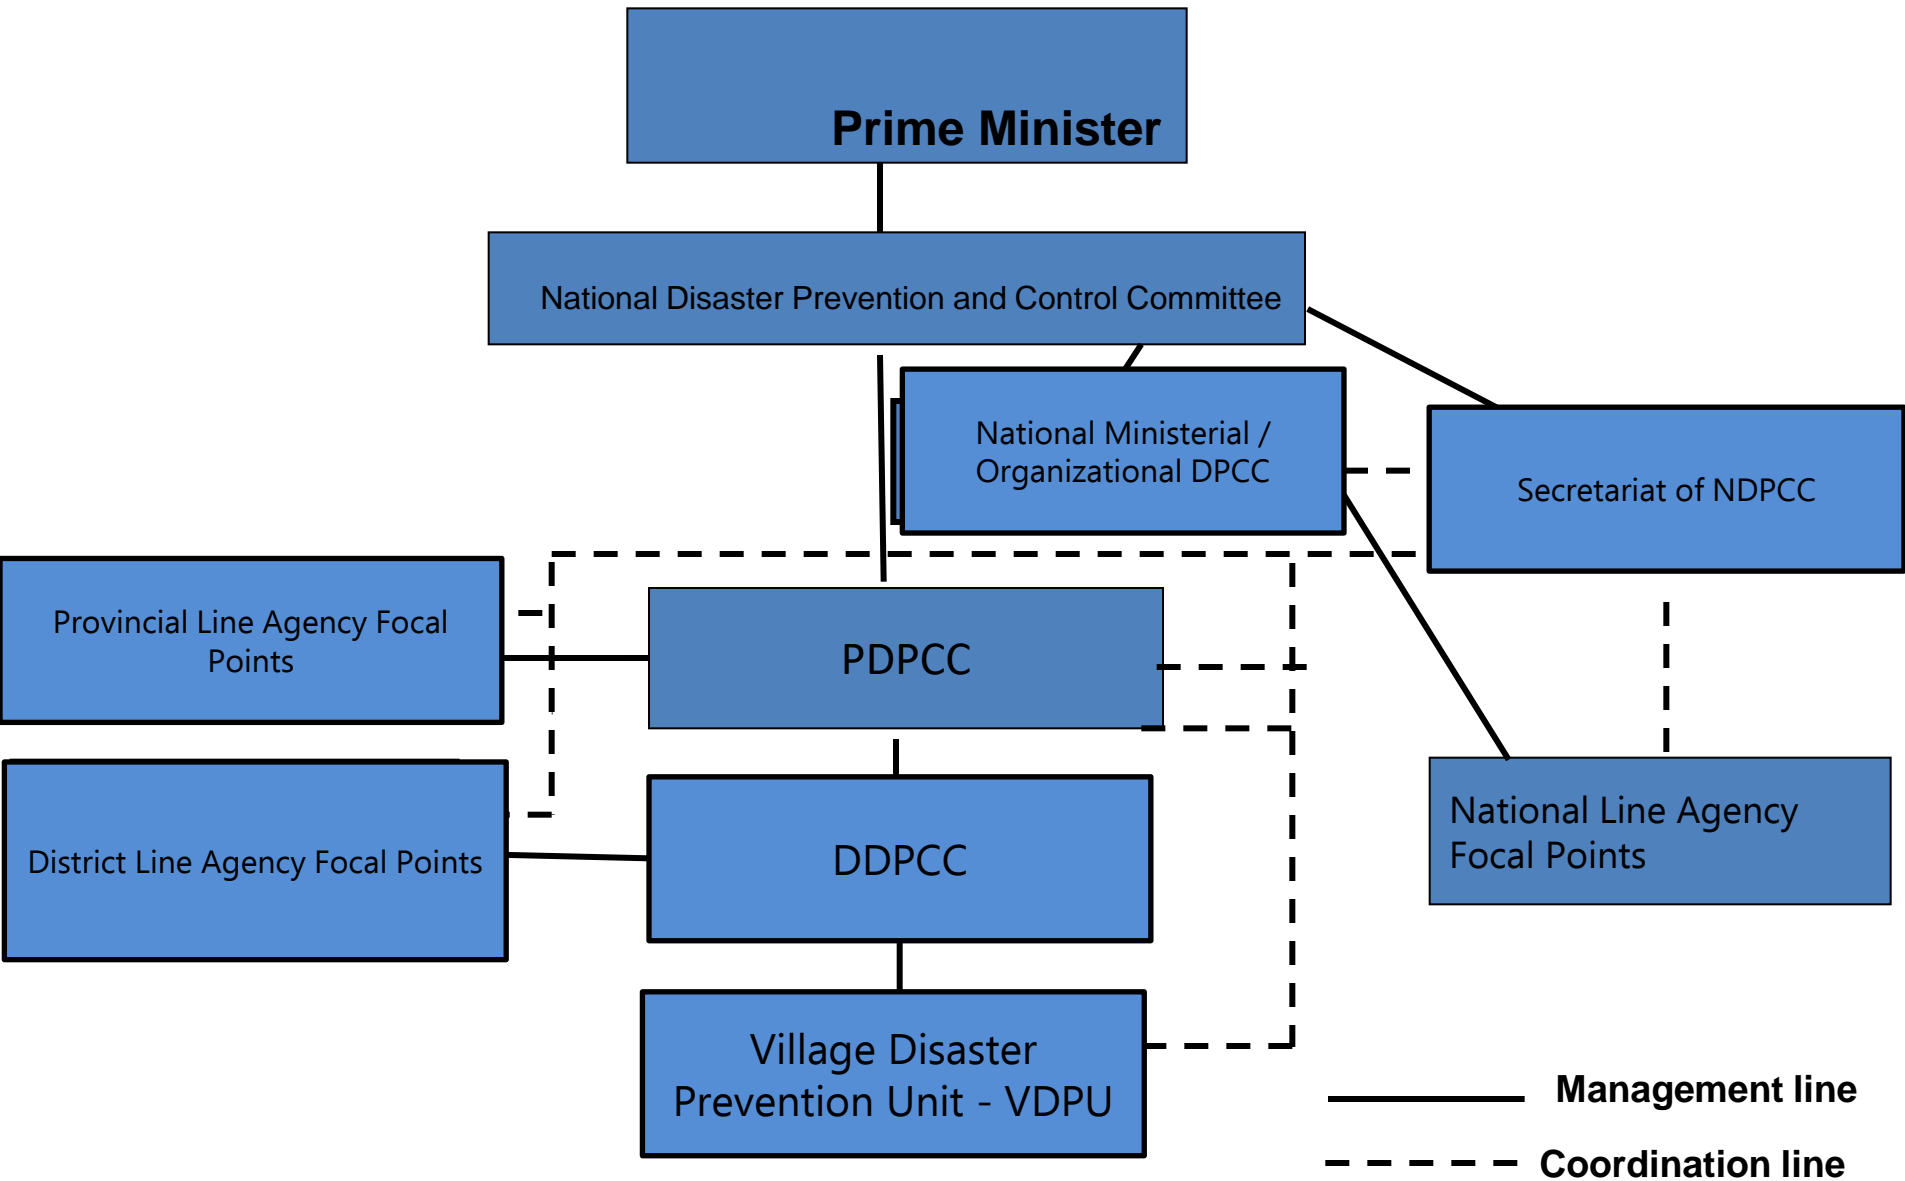 Prime Minister
National Disaster Prevention and Control Committee
National Ministerial /
Organizational DPCC
Secretariat of NDPCC
Provincial Line Agency Focal
Points
PDPCC
National Line Agency
Focal Points
District Line Agency Focal Points
DDPCC
Village Disaster
Prevention Unit - VDPU
Management line
Coordination line